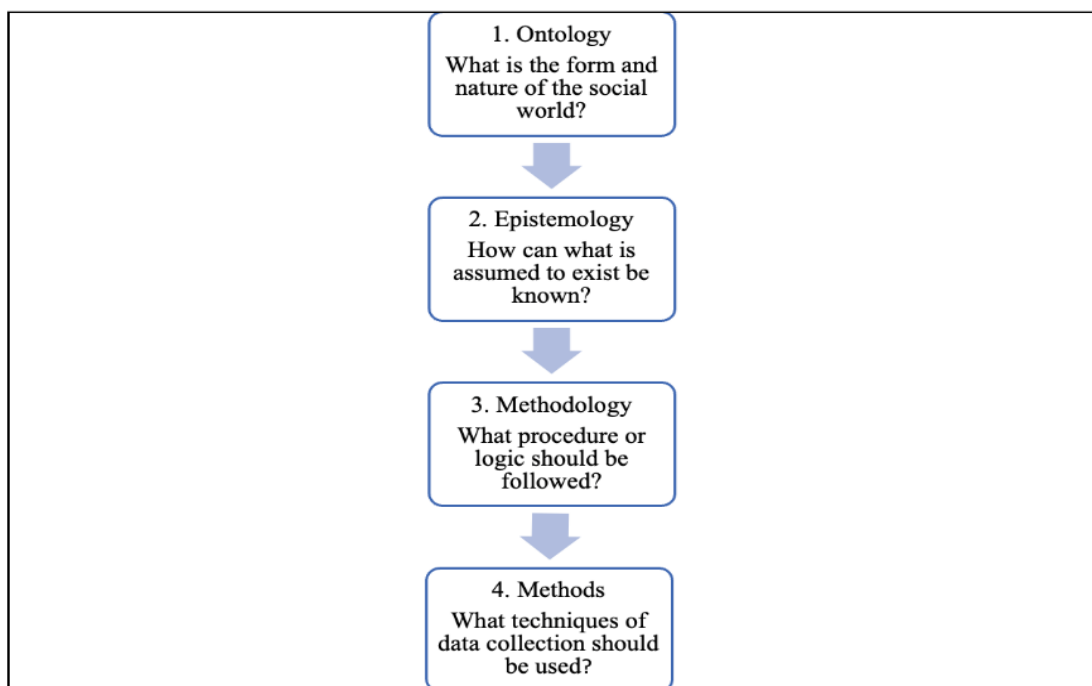 1. Ontology
What is the form and
nature of the social
world?
2. Epistemology
How can what is
assumed to exist be
known?
3. Methodology
What procedure or
logic should be
followed?
4. Methods
What techniques of
data collection should
be used?